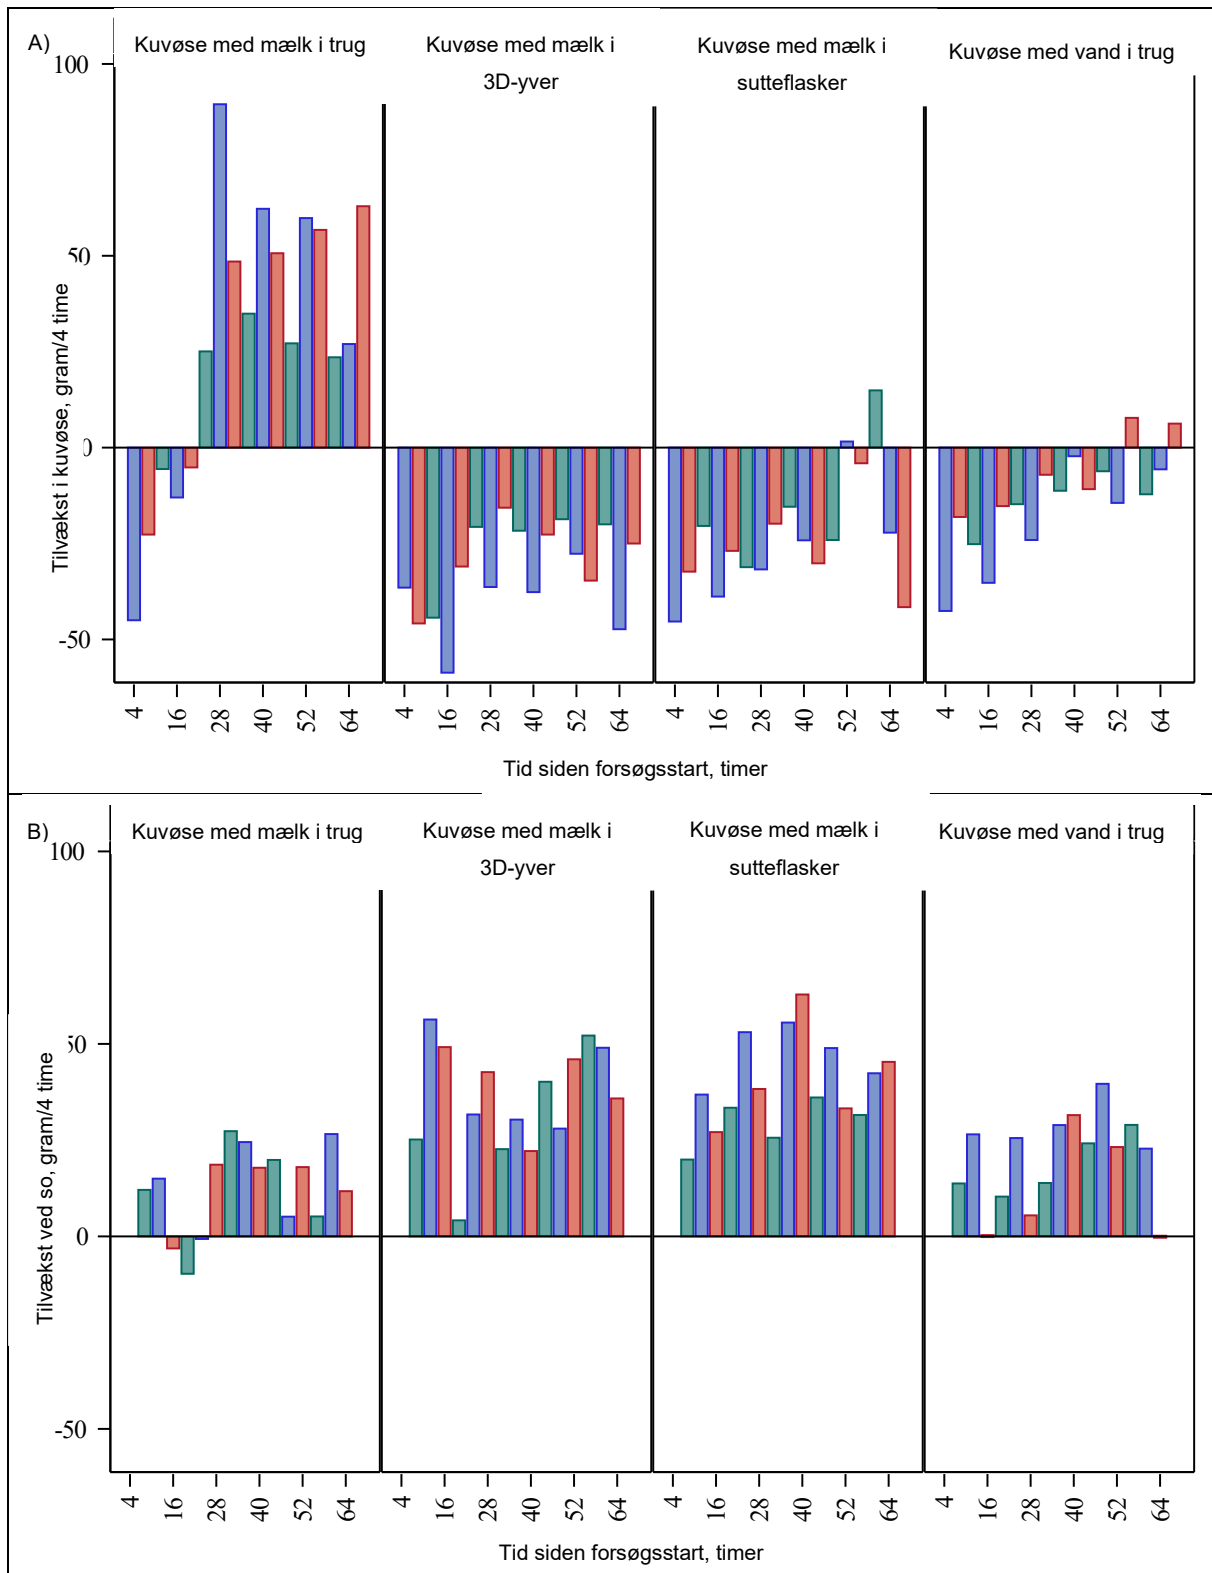 A)
Kuvøse med mælk i trug
Kuvøse med mælk i
3D-yver
Kuvøse med mælk i
sutteflasker
Kuvøse med vand i trug
100
50
0
-50
Tilvækst i kuvøse, gram/4 time
4 16 28 40 52 64
4 16 28 40 52 64
4 16 28 40 52 64
4 16 28 40 52 64
Tid siden forsøgsstart, timer
B)
Kuvøse med mælk i trug
Kuvøse med mælk i
3D-yver
Kuvøse med mælk i
sutteflasker
Kuvøse med vand i trug
100
50
0
-50
Tilvækst ved so, gram/4 time
4 16 28 40 52 64
4 16 28 40 52 64
4 16 28 40 52 64
4 16 28 40 52 64
Tid siden forsøgsstart, timer